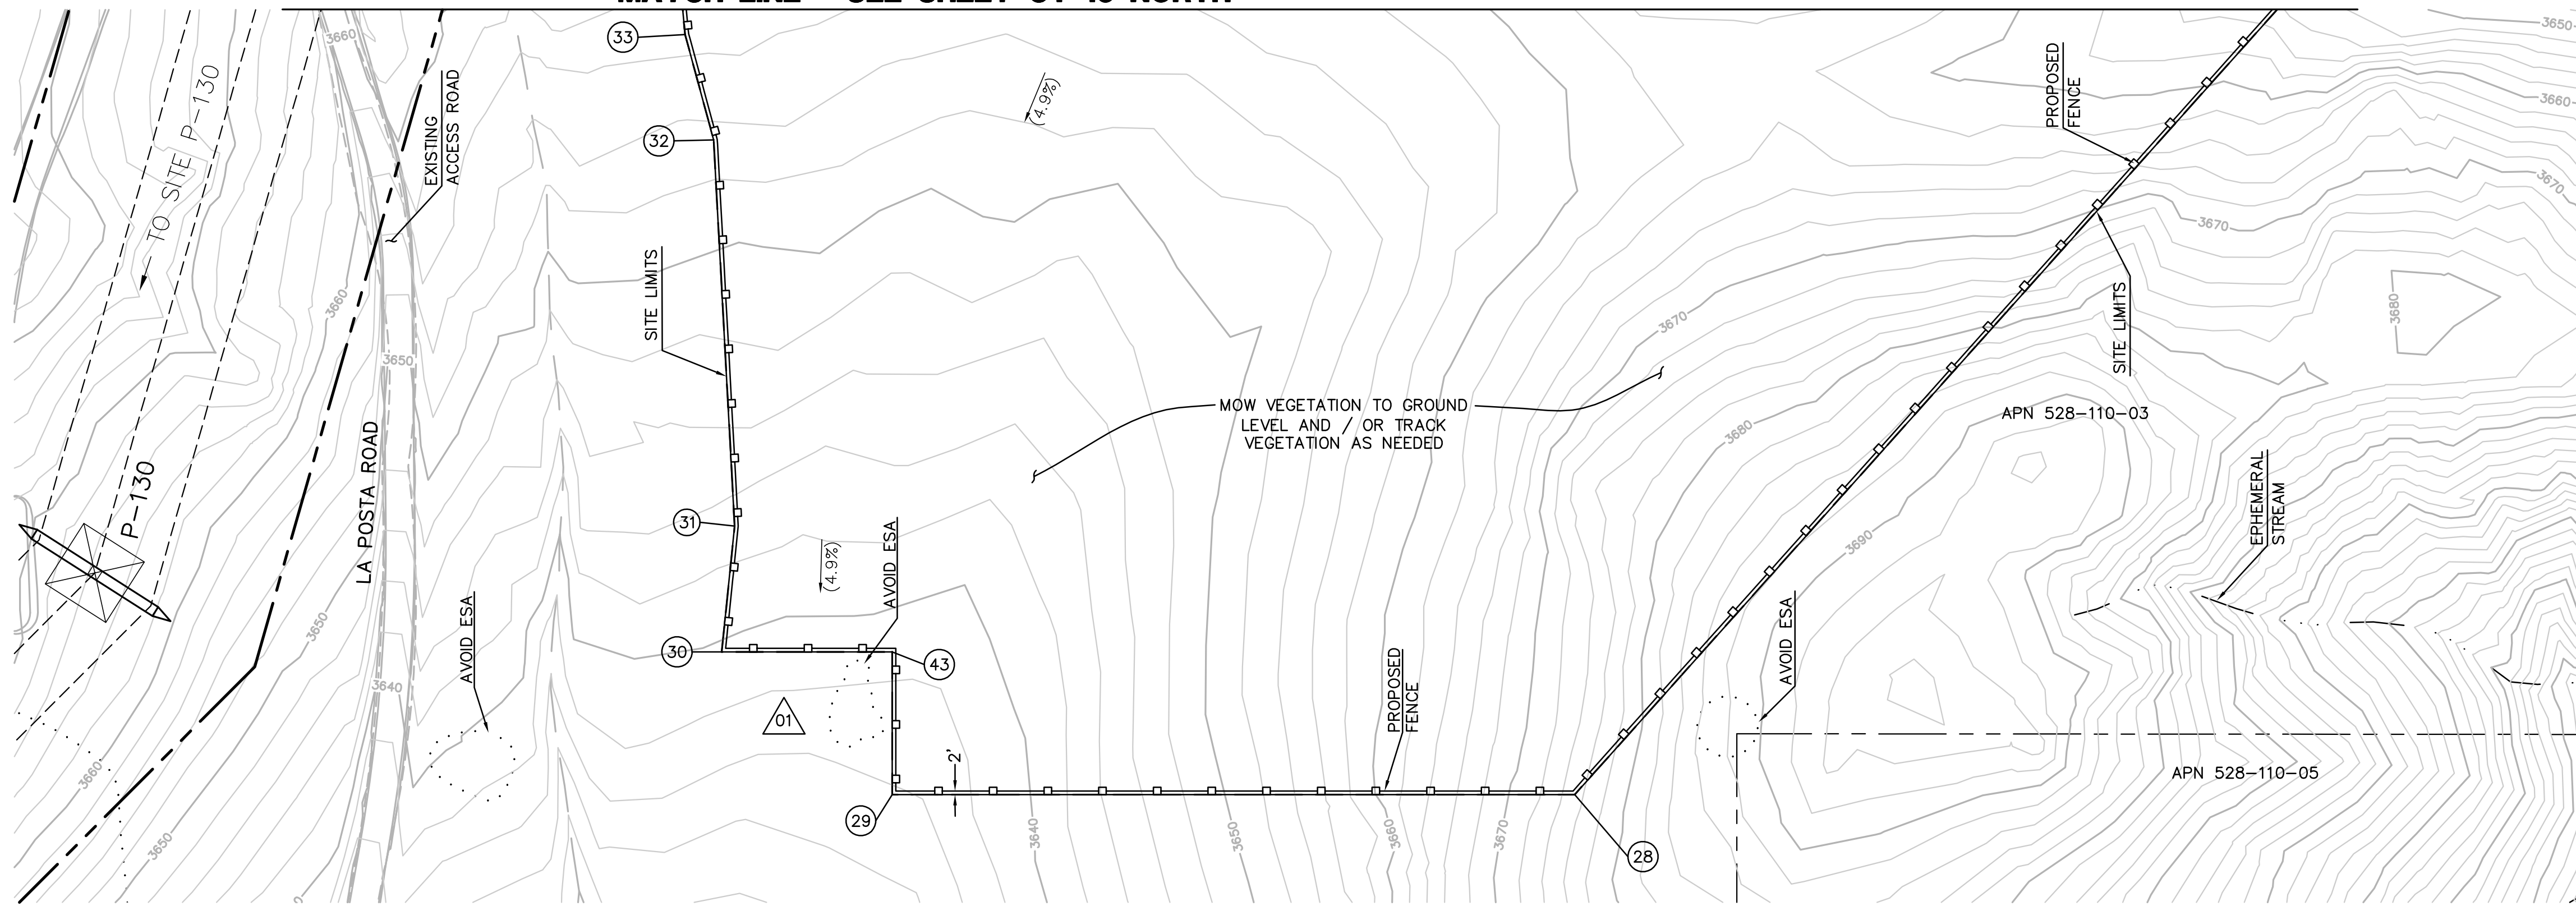 33
3660
EXISTING
ACCESS ROAD
TO SITE P-130
32
(4.9%)
PROPOSED
FENCE
3650
3660
3670
3670
SITE LIMITS
3660
3650
3670
SITE LIMITS
3680
MOW VEGETATION TO GROUND
LEVEL AND / OR TRACK
VEGETATION AS NEEDED
APN 528-110-03
3680
P-130
LA POSTA ROAD
31
(4.9%)
AVOID ESA
3690
EPHEMERAL
STREAM
3650
AVOID ESA
30
43
AVOID ESA
3640
01
PROPOSED
FENCE
2'
3660
APN 528-110-05
29
3640
3650
3660
3670
3650
28